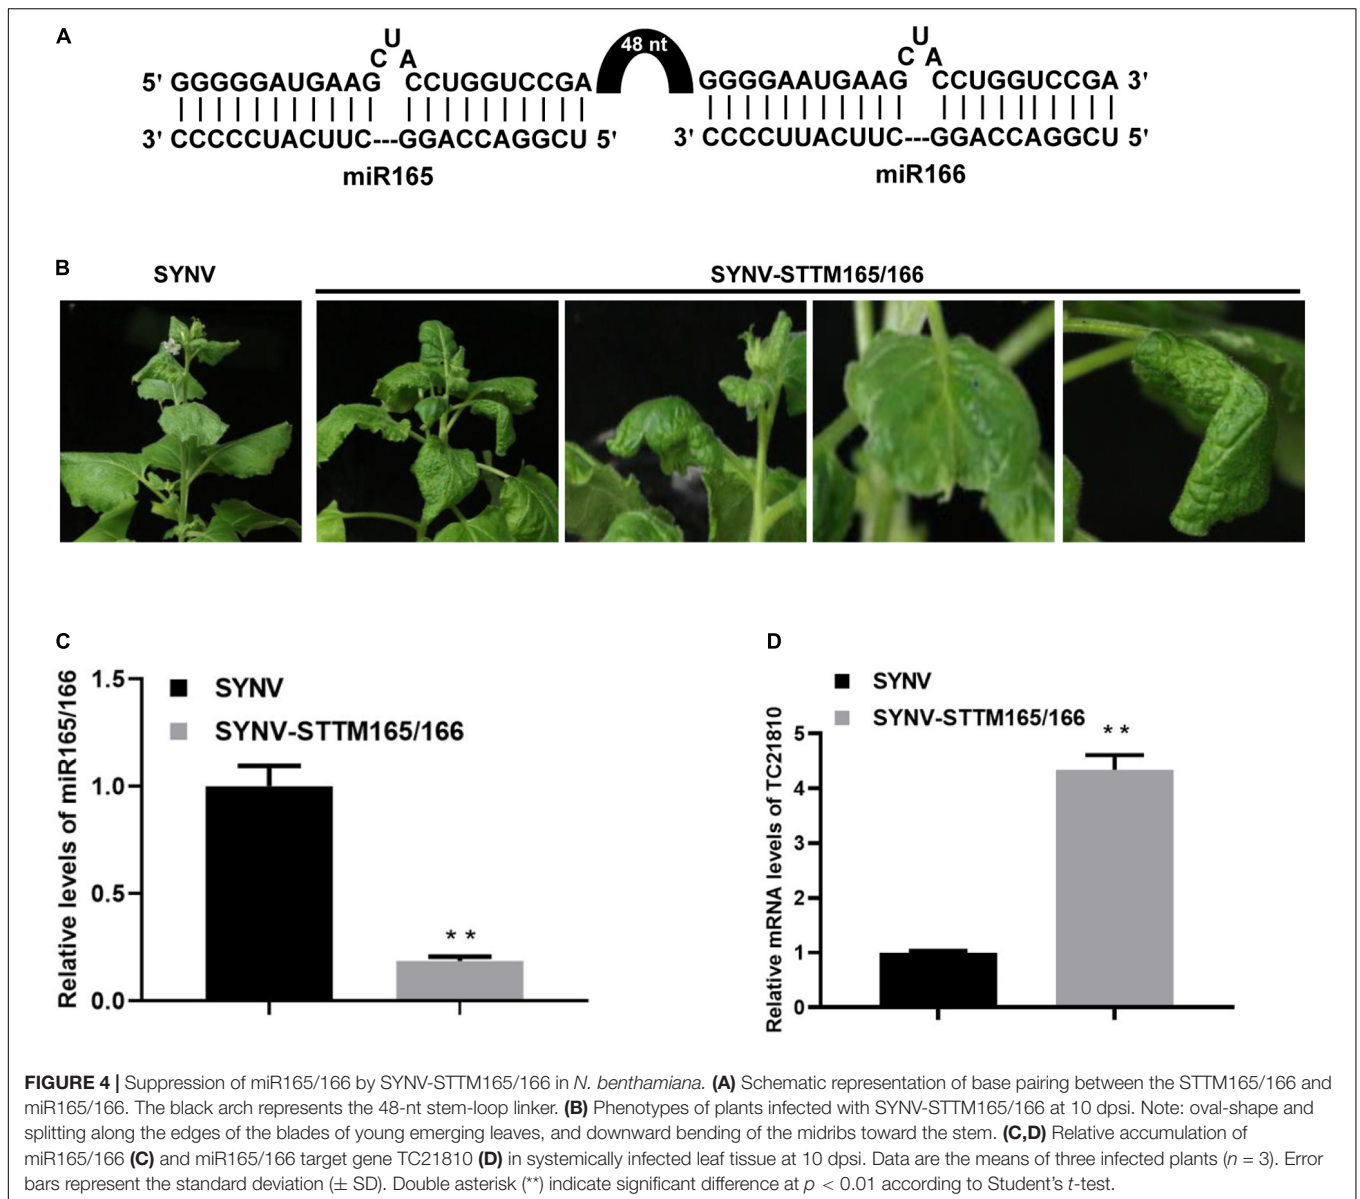 A
U
C A
48 nt
U
C A
5' GGGGGAUGAAG CCUGGUCCGA GGGGAAUGAAG CCUGGUCCGA 3'
3' CCCCCUACUUC---GGACCAGGCU 5' 3' CCCCUUACUUC---GGACCAGGCU 5'
miR165 miR166
B
SYNV SYNV-STTM165/166
C
Relative levels of miR165/166
1.5
1.0
0.5
0.0
SYNV
SYNV-STTM165/166
* *
D
Relative mRNA levels of TC21810
SYNV
SYNV-STTM165/166
5
4
3
2
1
0
* *
FIGURE 4 | Suppression of miR165/166 by SYNV-STTM165/166 in N. benthamiana. (A) Schematic representation of base pairing between the STTM165/166 and
miR165/166. The black arch represents the 48-nt stem-loop linker. (B) Phenotypes of plants infected with SYNV-STTM165/166 at 10 dpsi. Note: oval-shape and
splitting along the edges of the blades of young emerging leaves, and downward bending of the midribs toward the stem. (C,D) Relative accumulation of
miR165/166 (C) and miR165/166 target gene TC21810 (D) in systemically infected leaf tissue at 10 dpsi. Data are the means of three infected plants (n = 3). Error
bars represent the standard deviation (± SD). Double asterisk (**) indicate significant difference at p < 0.01 according to Student's t-test.